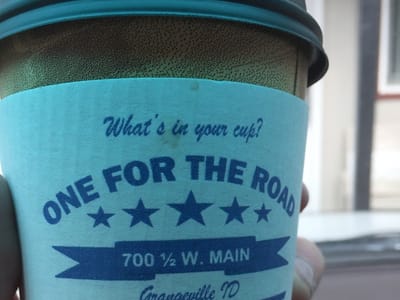 What's in your cup?
ONE FOR THE ROAD
700 ½ W. MAIN
Grangeville ID